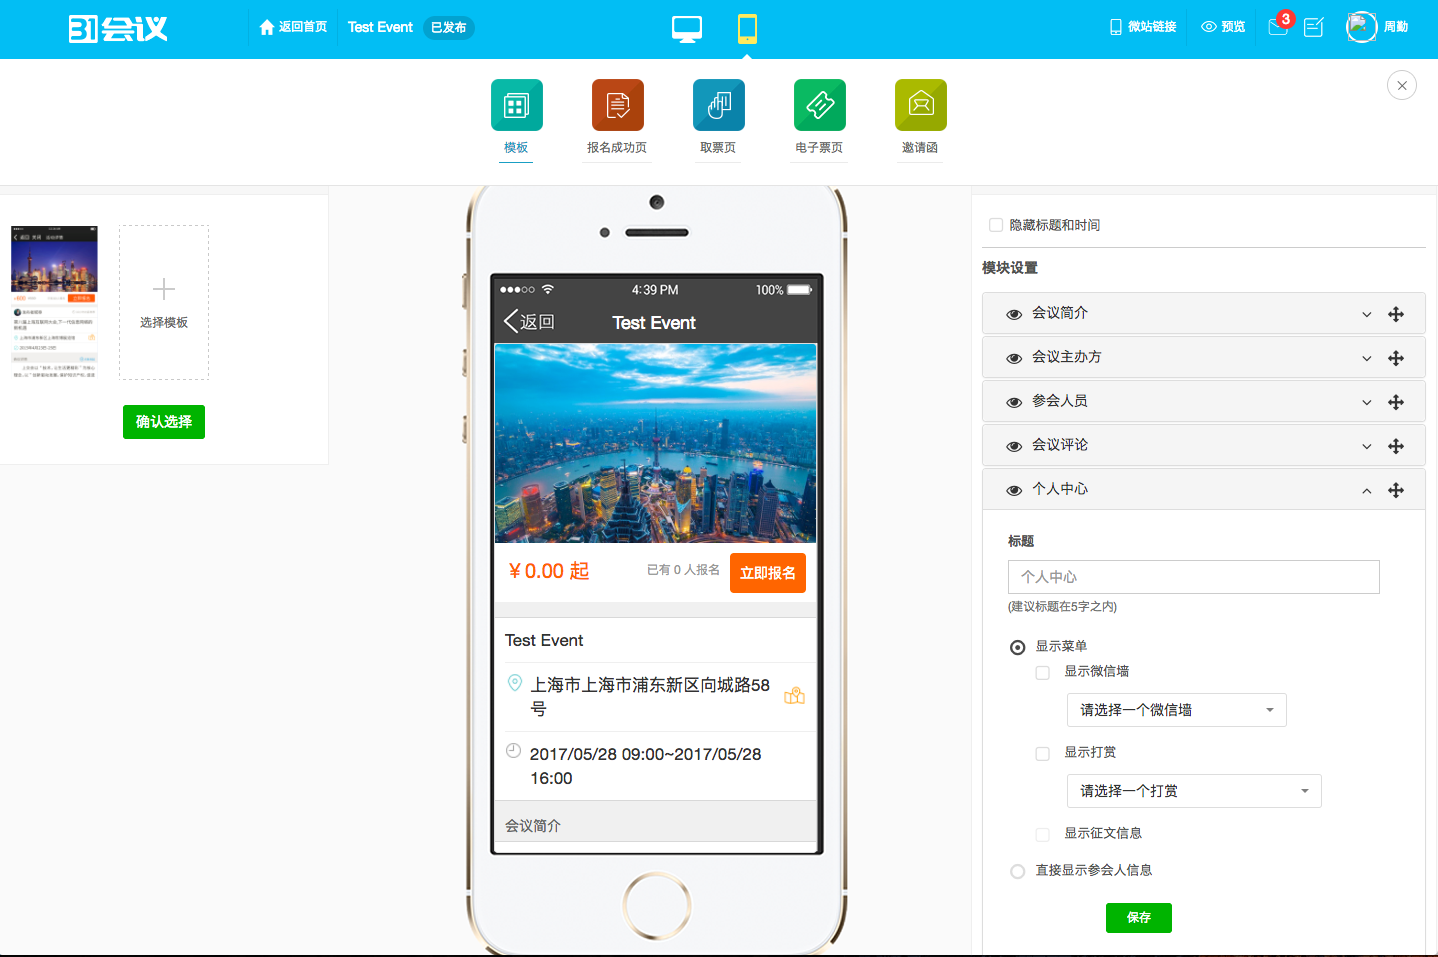 31会议
返回首页
Test Event
已发布
微站链接
预览
3
周勤
模板
报名成功页
取票页
电子票页
邀请函
选择模板
确认选择
4:39 PM
100%
返回
Test Event
￥0.00 起
已有 0 人报名
立即报名
Test Event
上海市上海市浦东新区向城路58
号
2017/05/28 09:00~2017/05/28
16:00
会议简介
隐藏标题和时间
模块设置
会议简介
会议主办方
参会人员
会议评论
个人中心
标题
个人中心
(建议标题在5字之内)
显示菜单
显示微信墙
请选择一个微信墙
显示打赏
请选择一个打赏
显示征文信息
直接显示参会人信息
保存